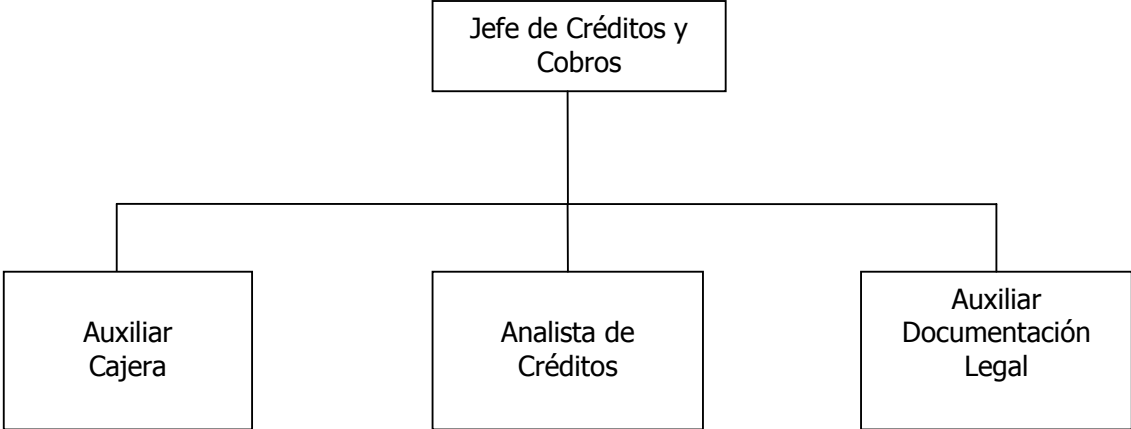 Jefe de Créditos y
Cobros
Auxiliar
Cajera
Analista de
Créditos
Auxiliar
Documentación
Legal